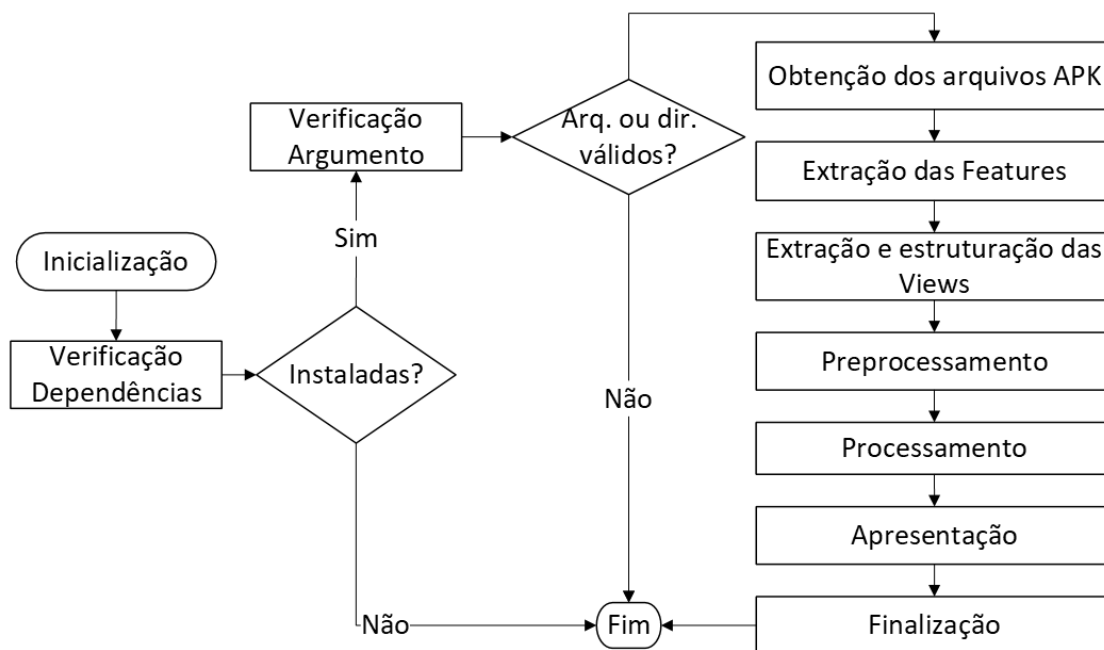 Inicialização
Verificação
Dependências
Instaladas?
Sim
Não
Verificação
Argumento
Arq. ou dir.
válidos?
Não
Obtenção dos arquivos APK
Extração das Features
Extração e estruturação das
Views
Preprocessamento
Processamento
Apresentação
Finalização
Fim